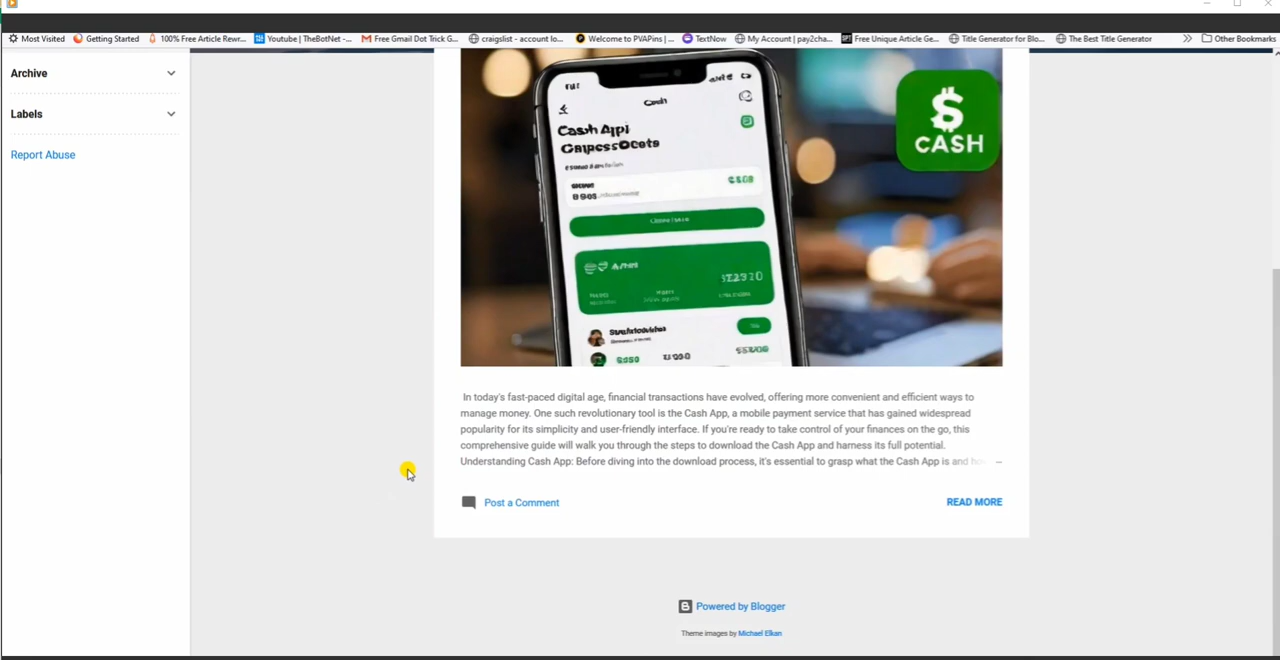 Most Visited
Getting Started
100% Free Article Rewr...
Youtube | TheBotNet -...
Free Gmail Dot Trick G...
craigslist - account lo...
Welcome to PVAPins | ...
TextNow
My Account | pay2cha...
Free Unique Article Ge...
Title Generator for Blo...
The Best Title Generator
Other Bookmarks
Archive
Labels
Report Abuse
Cash
$
CASH
In today's fast-paced digital age, financial transactions have evolved, offering more convenient and efficient ways to
manage money. One such revolutionary tool is the Cash App, a mobile payment service that has gained widespread
popularity for its simplicity and user-friendly interface. If you're ready to take control of your finances on the go, this
comprehensive guide will walk you through the steps to download the Cash App and harness its full potential.
Understanding Cash App: Before diving into the download process, it's essential to grasp what the Cash App is and
Post a Comment
READ MORE
Powered by Blogger
Theme images by Michael Elkan